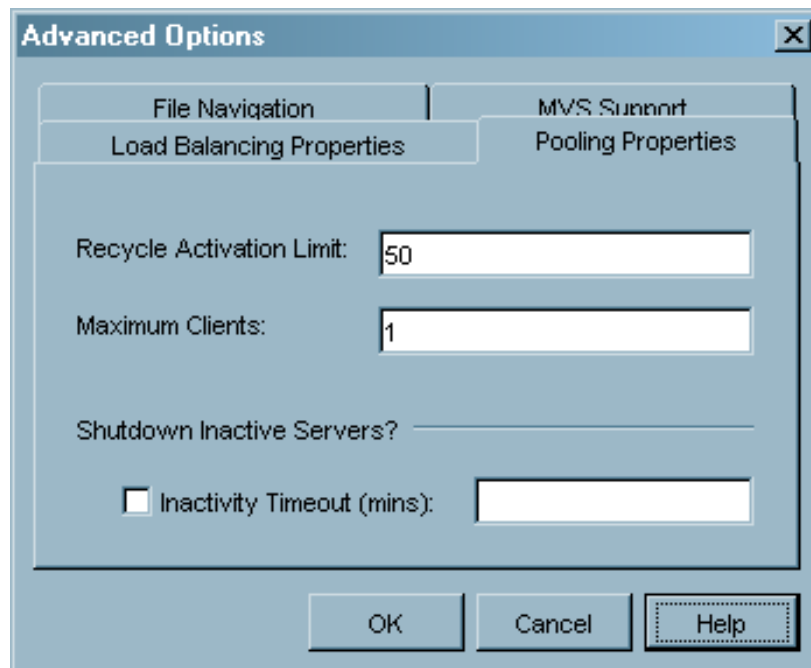 Advanced Options
File Navigation MVS Support
Load Balancing Properties Pooling Properties
Recycle Activation Limit: 50
Maximum Clients: 1
Shutdown Inactive Servers?
Inactivity Timeout (mins):
OK Cancel Help